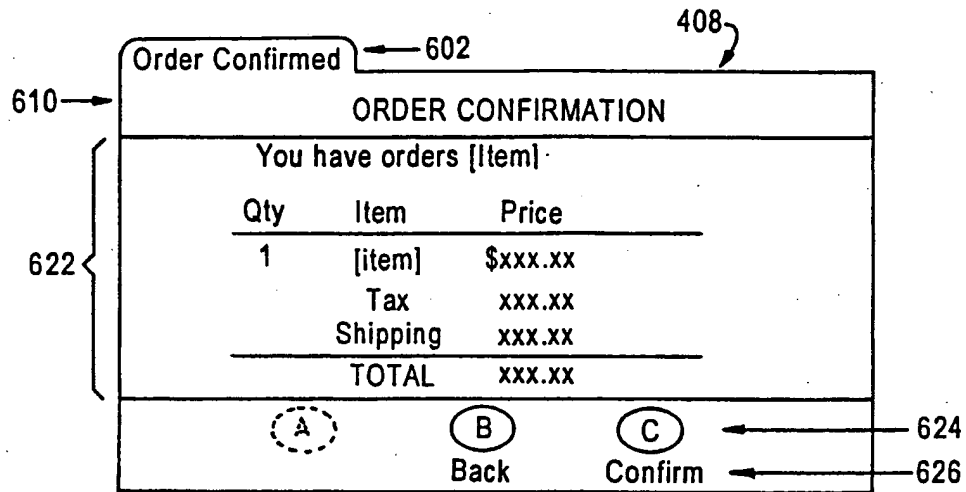 408
Order Confirmed 602
610 ORDER CONFIRMATION
You have orders [Item]
Qty Item Price
622 1 [item] $xxx.xx
Tax xxx.xx
Shipping xxx.xx
TOTAL xxx.xx
A B C 624
Back Confirm 626